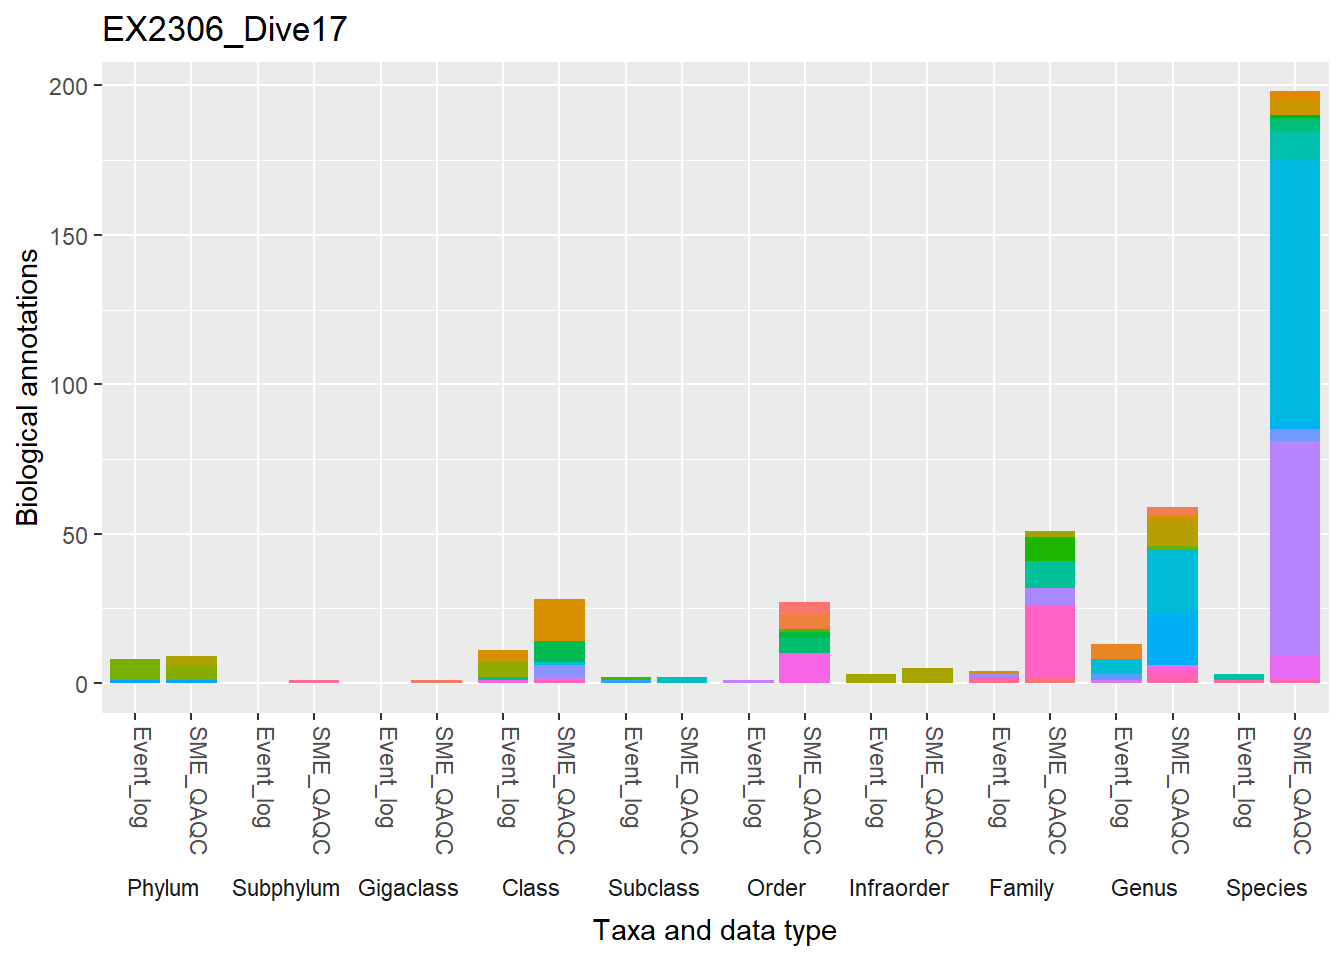 EX2306_Dive17
Biological annotations
200
150
100
50
0
Event_log SME_QAQC Event_log SME_QAQC Event_log SME_QAQC Event_log SME_QAQC Event_log SME_QAQC Event_log SME_QAQC Event_log SME_QAQC Event_log SME_QAQC Event_log SME_QAQC Event_log SME_QAQC
Phylum Subphylum Gigaclass Class Subclass Order Infraorder Family Genus Species
Taxa and data type